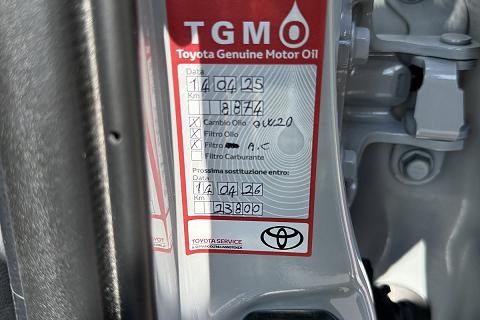 TGMO
Toyota Genuine Motor Oil
Data
14 04 25
Km
8874
X Cambio Olio 0W20
X Filtro Olio
X Filtro A.C
Filtro Carburante
Prossima sostituzione entro:
Data
14 04 26
Km
23800
TOYOTA SERVICE